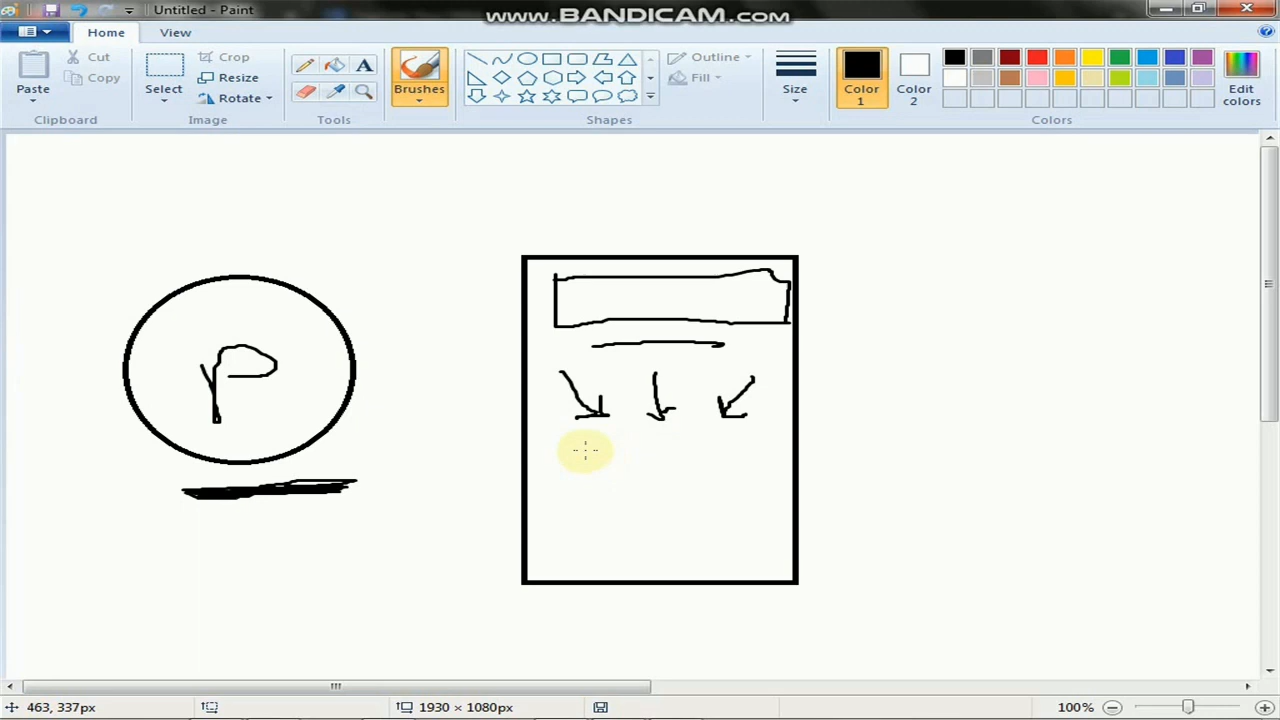 Untitled - Paint
www.BANDICAM.com
Home View
Paste
Cut
Copy
Clipboard
Select
Crop
Resize
Rotate
Image
A
Tools
Brushes
Shapes
Outline
Fill
Size
Color 1
Color 2
Colors
Edit colors
P
463, 337px
1930 × 1080px
100%